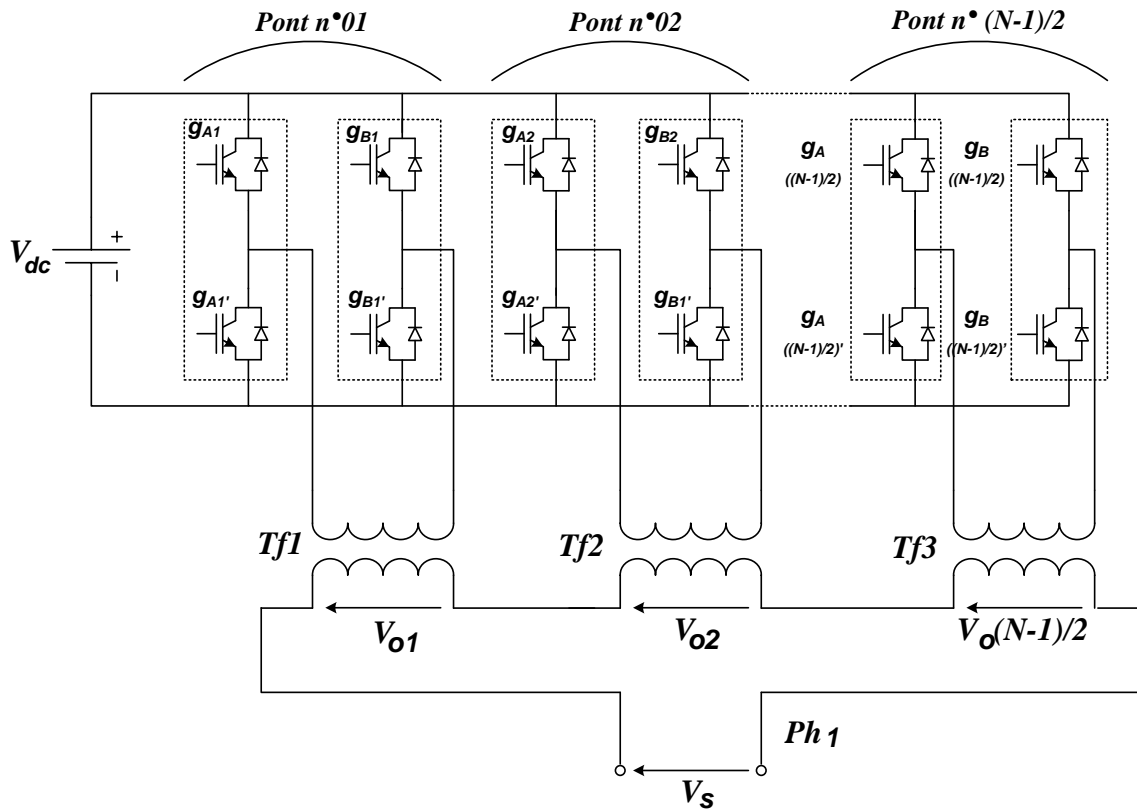 Pont n°01
Pont n°02
Pont n° (N-1)/2
gA1
gB1
gA2
gB2
gA
((N-1)/2)
gB
((N-1)/2)
Vdc
+
–
gA1'
gB1'
gA2'
gB1'
gA
((N-1)/2)'
gB
((N-1)/2)'
Tf1
Tf2
Tf3
Vo1
Vo2
Vo(N-1)/2
Ph1
Vs